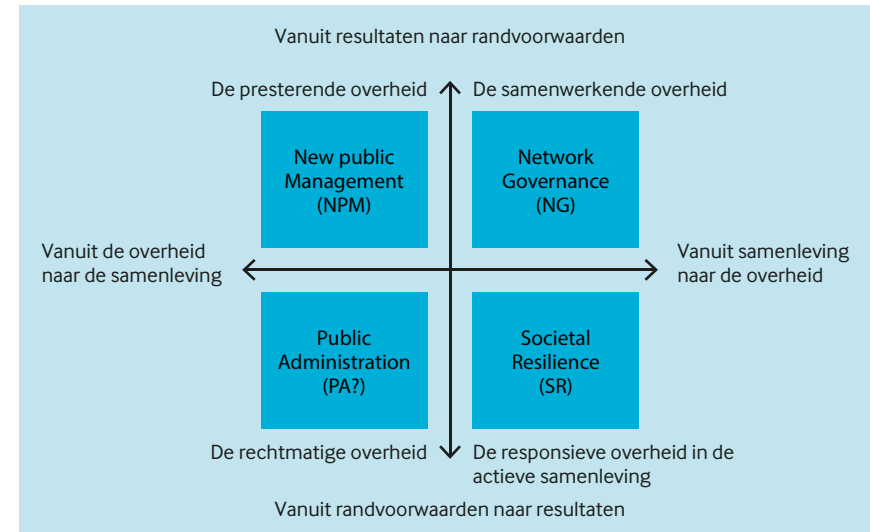 Vanuit resultaten naar randvoorwaarden
De presterende overheid
De samenwerkende overheid
New public
Management
(NPM)
Network
Governance
(NG)
Vanuit de overheid
naar de samenleving
Vanuit samenleving
naar de overheid
Public
Administration
(PA?)
Societal
Resilience
(SR)
De rechtmatige overheid
De responsieve overheid in de
actieve samenleving
Vanuit randvoorwaarden naar resultaten